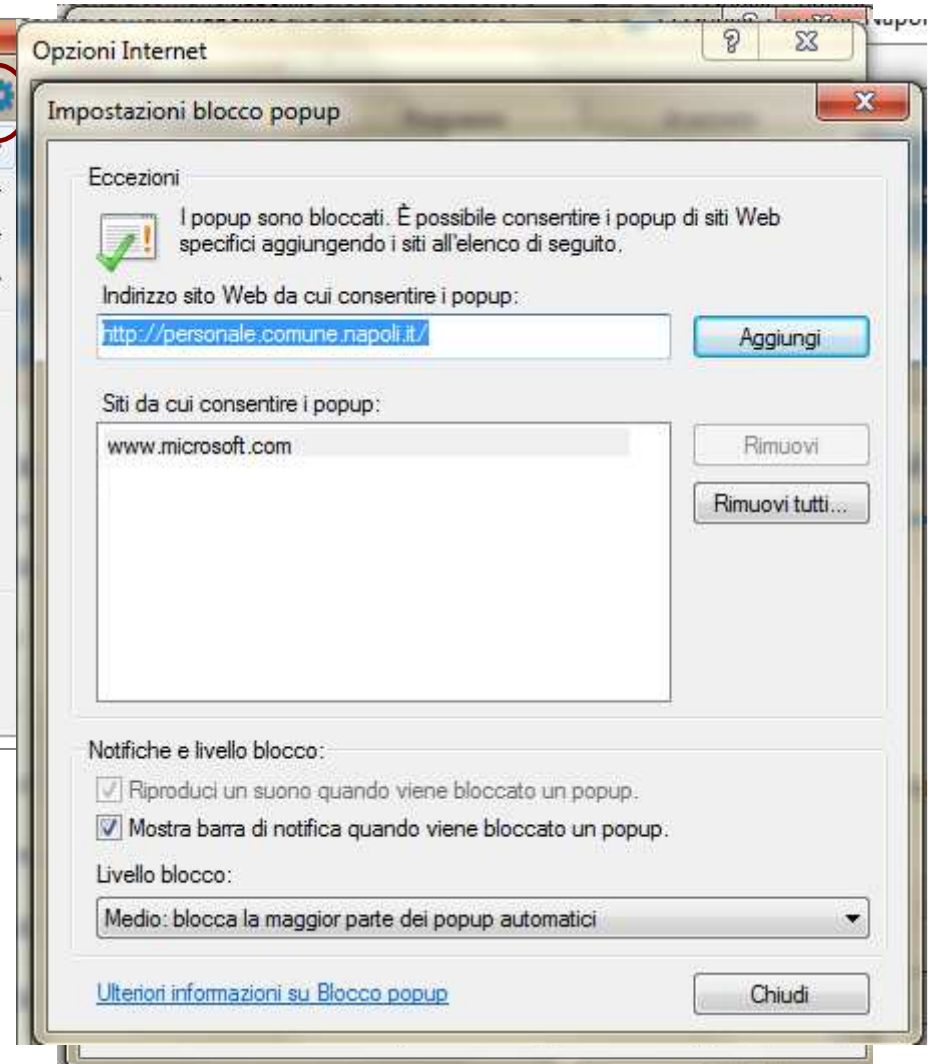 Napol
Opzioni Internet
Impostazioni blocco popup
Eccezioni
I popup sono bloccati. È possibile consentire i popup di siti Web
specifici aggiungendo i siti all'elenco di seguito.
Indirizzo sito Web da cui consentire i popup:
http://personale.comune.napoli.it/
Aggiungi
Siti da cui consentire i popup:
www.microsoft.com
Rimuovi
Rimuovi tutti...
Notifiche e livello blocco:
Riproduci un suono quando viene bloccato un popup.
Mostra barra di notifica quando viene bloccato un popup.
Livello blocco:
Medio: blocca la maggior parte dei popup automatici
Ulteriori informazioni su Blocco popup
Chiudi